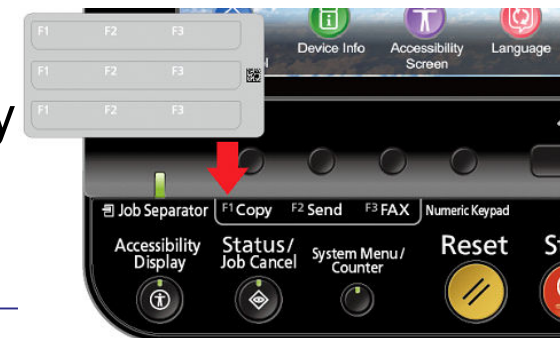 F1 F2 F3
F1 F2 F3
F1 F2 F3
y
Device Info
Accessibility
Screen
Language
Job Separator
F1 Copy
F2 Send
F3 FAX
Numeric Keypad
Accessibility
Display
Status/
Job Cancel
System Menu/
Counter
Reset